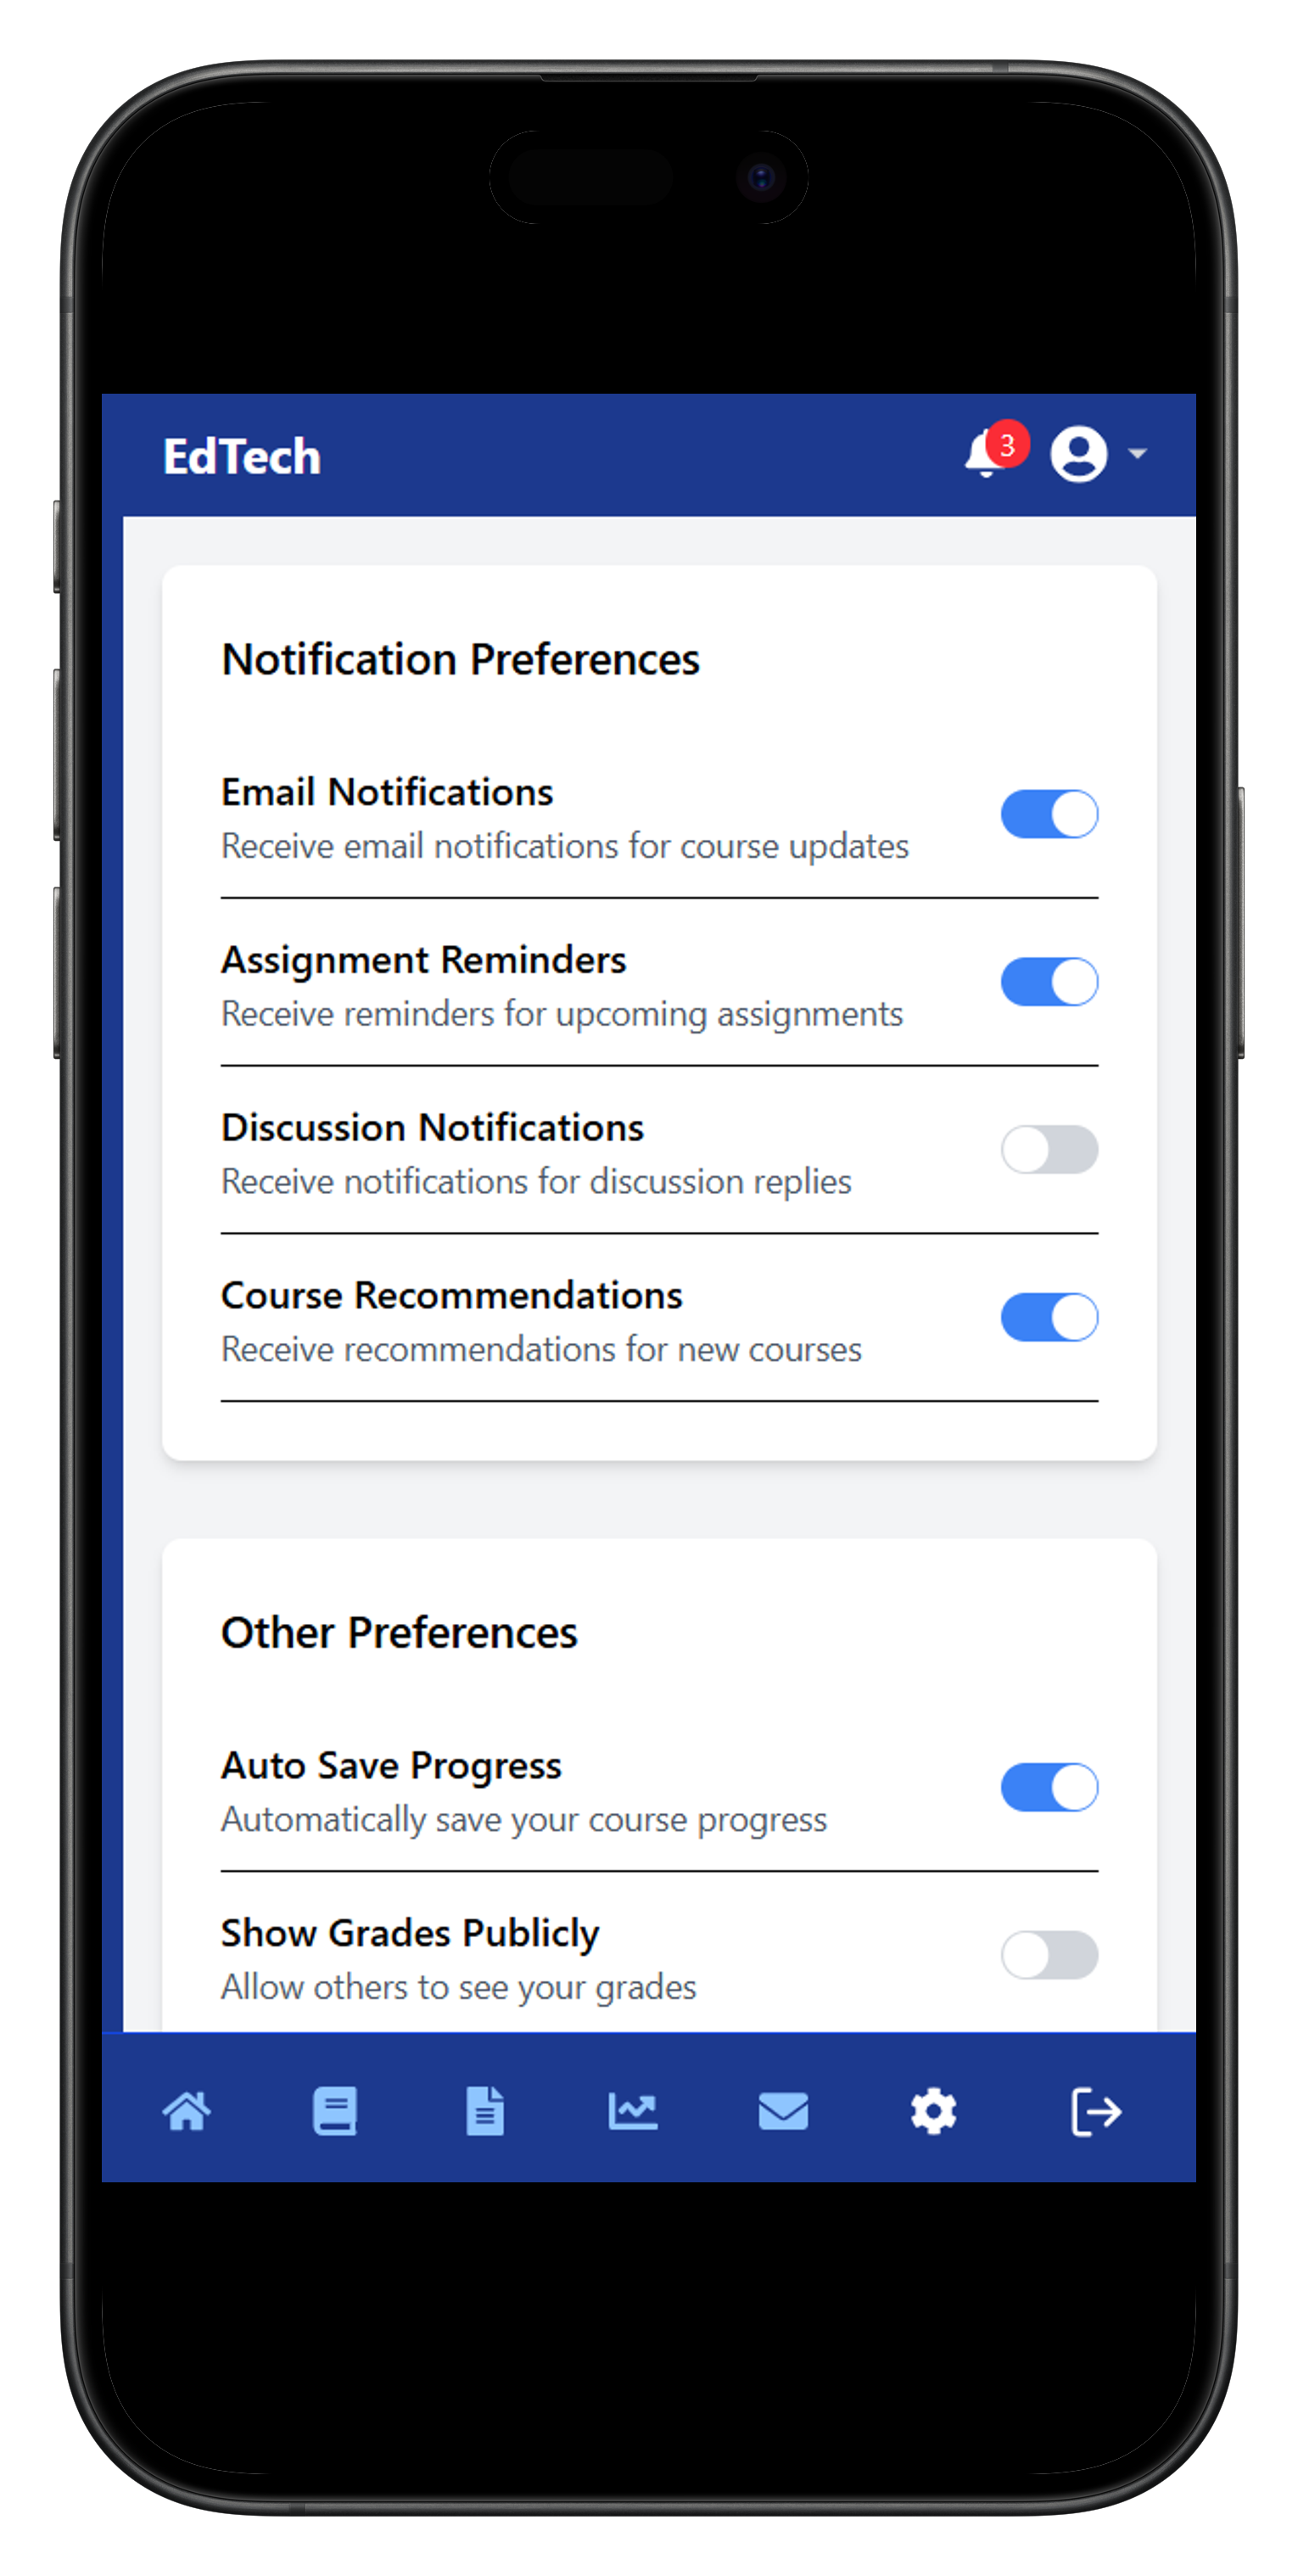 EdTech
3
Notification Preferences
Email Notifications
Receive email notifications for course updates
Assignment Reminders
Receive reminders for upcoming assignments
Discussion Notifications
Receive notifications for discussion replies
Course Recommendations
Receive recommendations for new courses
Other Preferences
Auto Save Progress
Automatically save your course progress
Show Grades Publicly
Allow others to see your grades